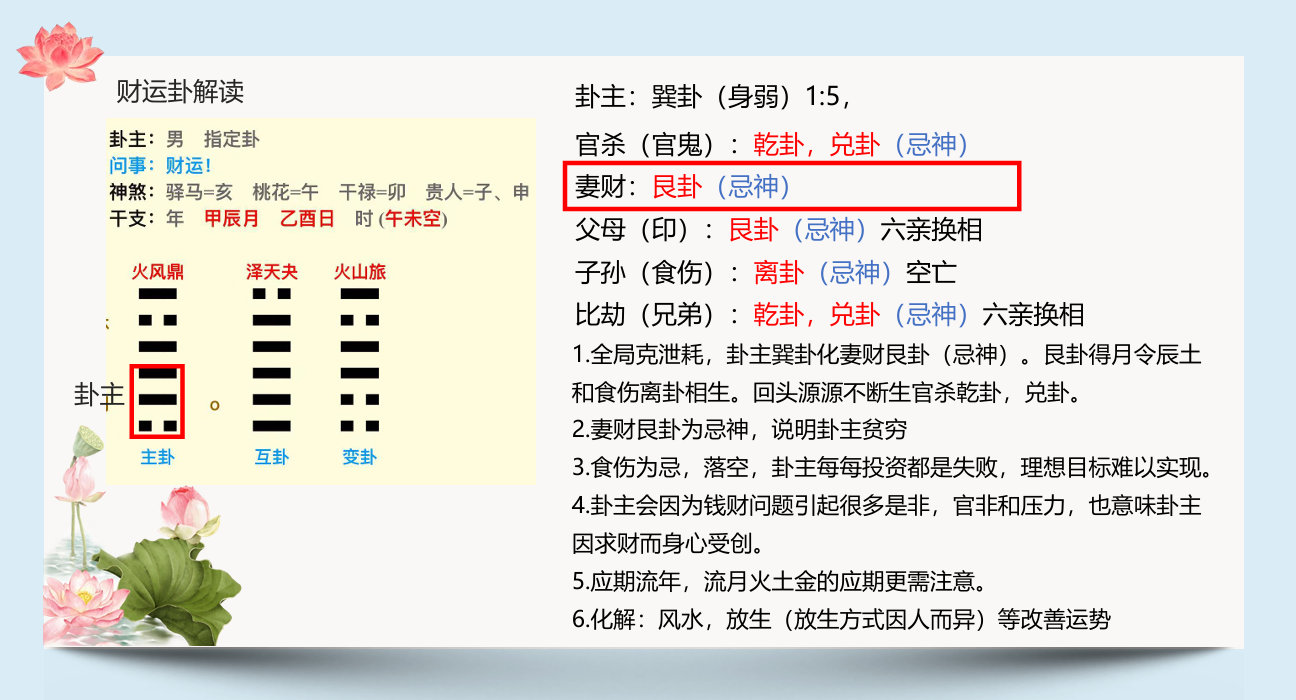 财运卦解读
卦主：男 指定卦
问事：财运！
神煞：驿马=亥 桃花=午 干禄=卯 贵人=子、申
干支：年 甲辰月 乙酉日 时 (午未空)
火风鼎 泽天夬 火山旅
卦主
主卦 互卦 变卦
卦主：巽卦（身弱）1:5，
官杀（官鬼）：乾卦，兑卦（忌神）
妻财：艮卦（忌神）
父母（印）：艮卦（忌神）六亲换相
子孙（食伤）：离卦（忌神）空亡
比劫（兄弟）：乾卦，兑卦（忌神）六亲换相
1.全局克泄耗，卦主巽卦化妻财艮卦（忌神）。艮卦得月令辰土
和食伤离卦相生。回头源源不断生官杀乾卦，兑卦。
2.妻财艮卦为忌神，说明卦主贫穷
3.食伤为忌，落空，卦主每每投资都是失败，理想目标难以实现。
4.卦主会因为钱财问题引起很多是非，官非和压力，也意味卦主
因求财而身心受创。
5.应期流年，流月火土金的应期更需注意。
6.化解：风水，放生（放生方式因人而异）等改善运势